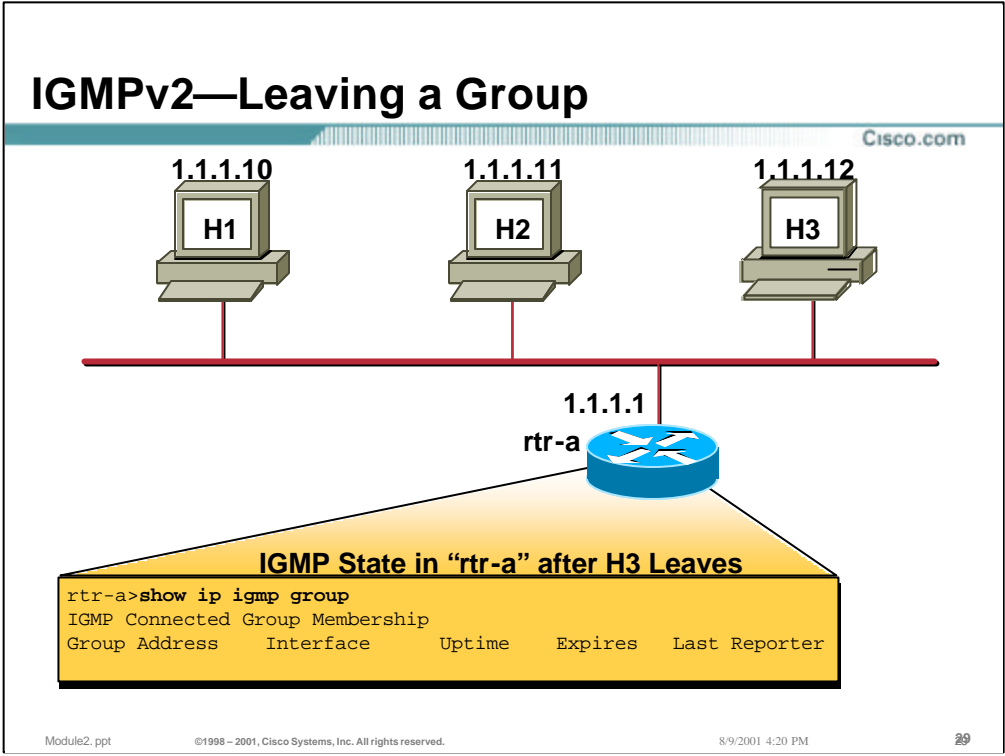 IGMPv2—Leaving a Group
Cisco.com
1.1.1.10 1.1.1.11 1.1.1.12
H1 H2 H3
1.1.1.1
rtr-a
IGMP State in “rtr-a” after H3 Leaves
rtr-a>show ip igmp group
IGMP Connected Group Membership
Group Address Interface Uptime Expires Last Reporter
Module2. ppt ©1998 – 2001, Cisco Systems, Inc. All rights reserved. 8/9/2001 4:20 PM 29